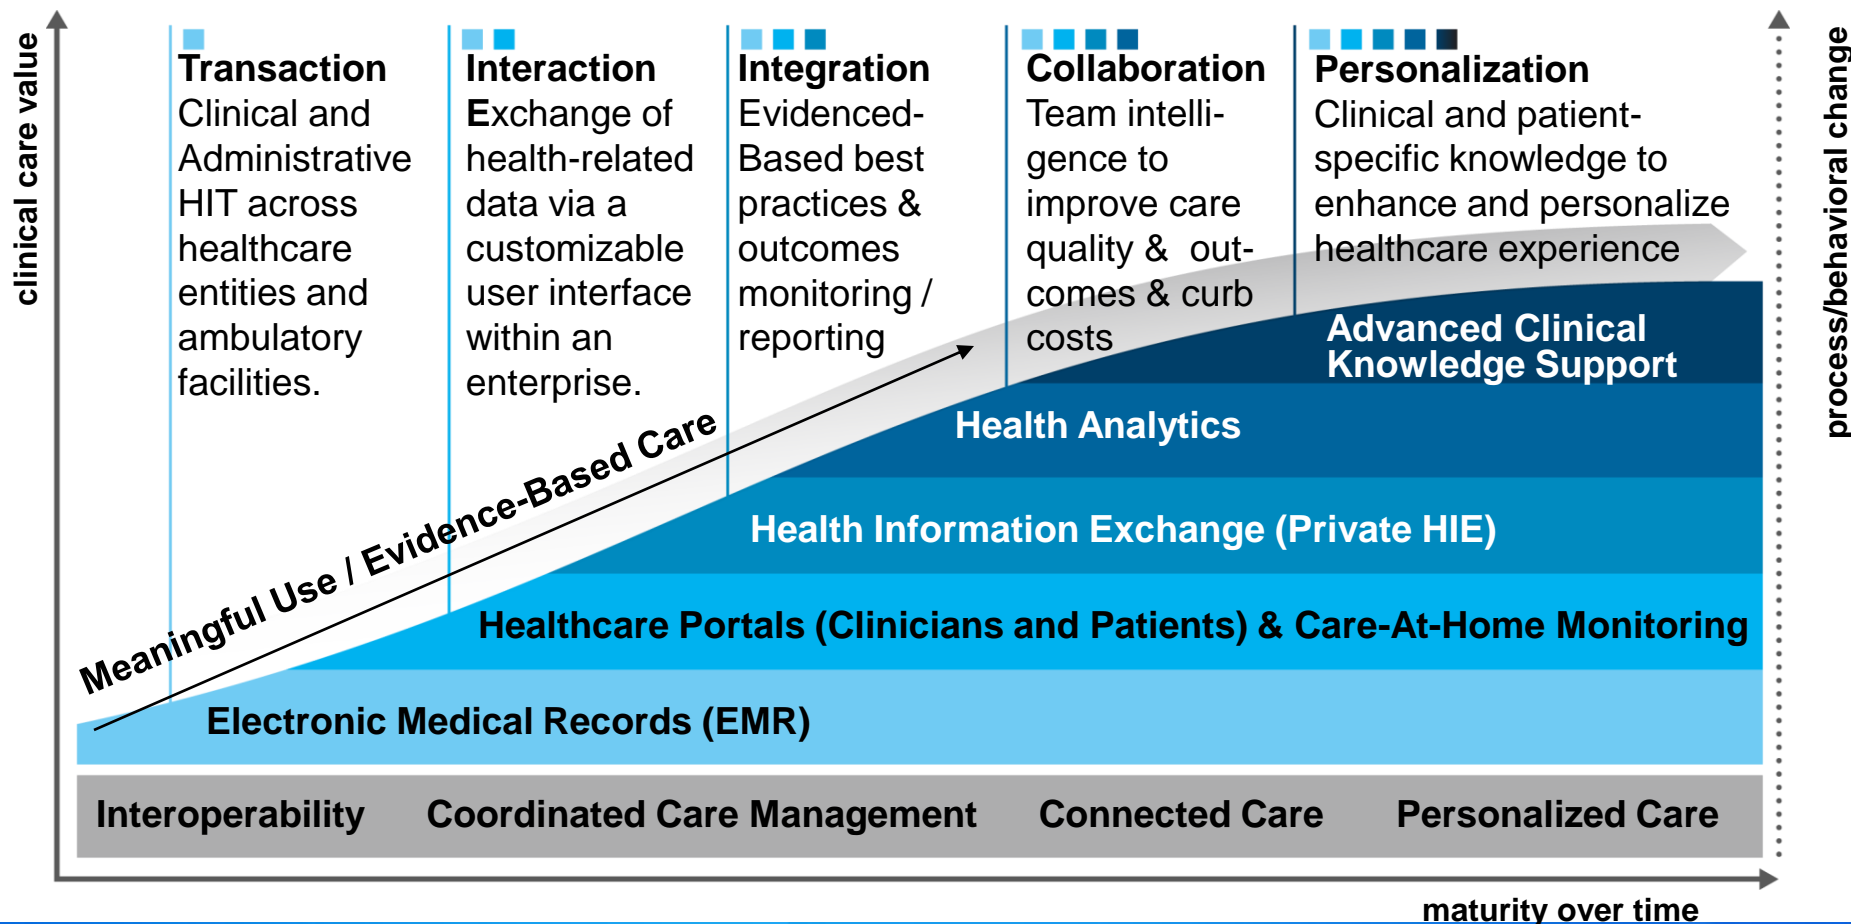 clinical care value
Transaction
Clinical and
Administrative
HIT across
healthcare
entities and
ambulatory
facilities.
Interaction
Exchange of
health-related
data via a
customizable
user interface
within an
enterprise.
Integration
Evidenced-
Based best
practices &
outcomes
monitoring /
reporting
Collaboration
Team intelli-
gence to
improve care
quality &  out-
comes & curb
costs
Personalization
Clinical and patient-
specific knowledge to
enhance and personalize
healthcare experience
process/behavioral change
Meaningful Use / Evidence-Based Care
Advanced Clinical
Knowledge Support
Health Analytics
Health Information Exchange (Private HIE)
Healthcare Portals (Clinicians and Patients) & Care-At-Home Monitoring
Electronic Medical Records (EMR)
Interoperability
Coordinated Care Management
Connected Care
Personalized Care
maturity over time